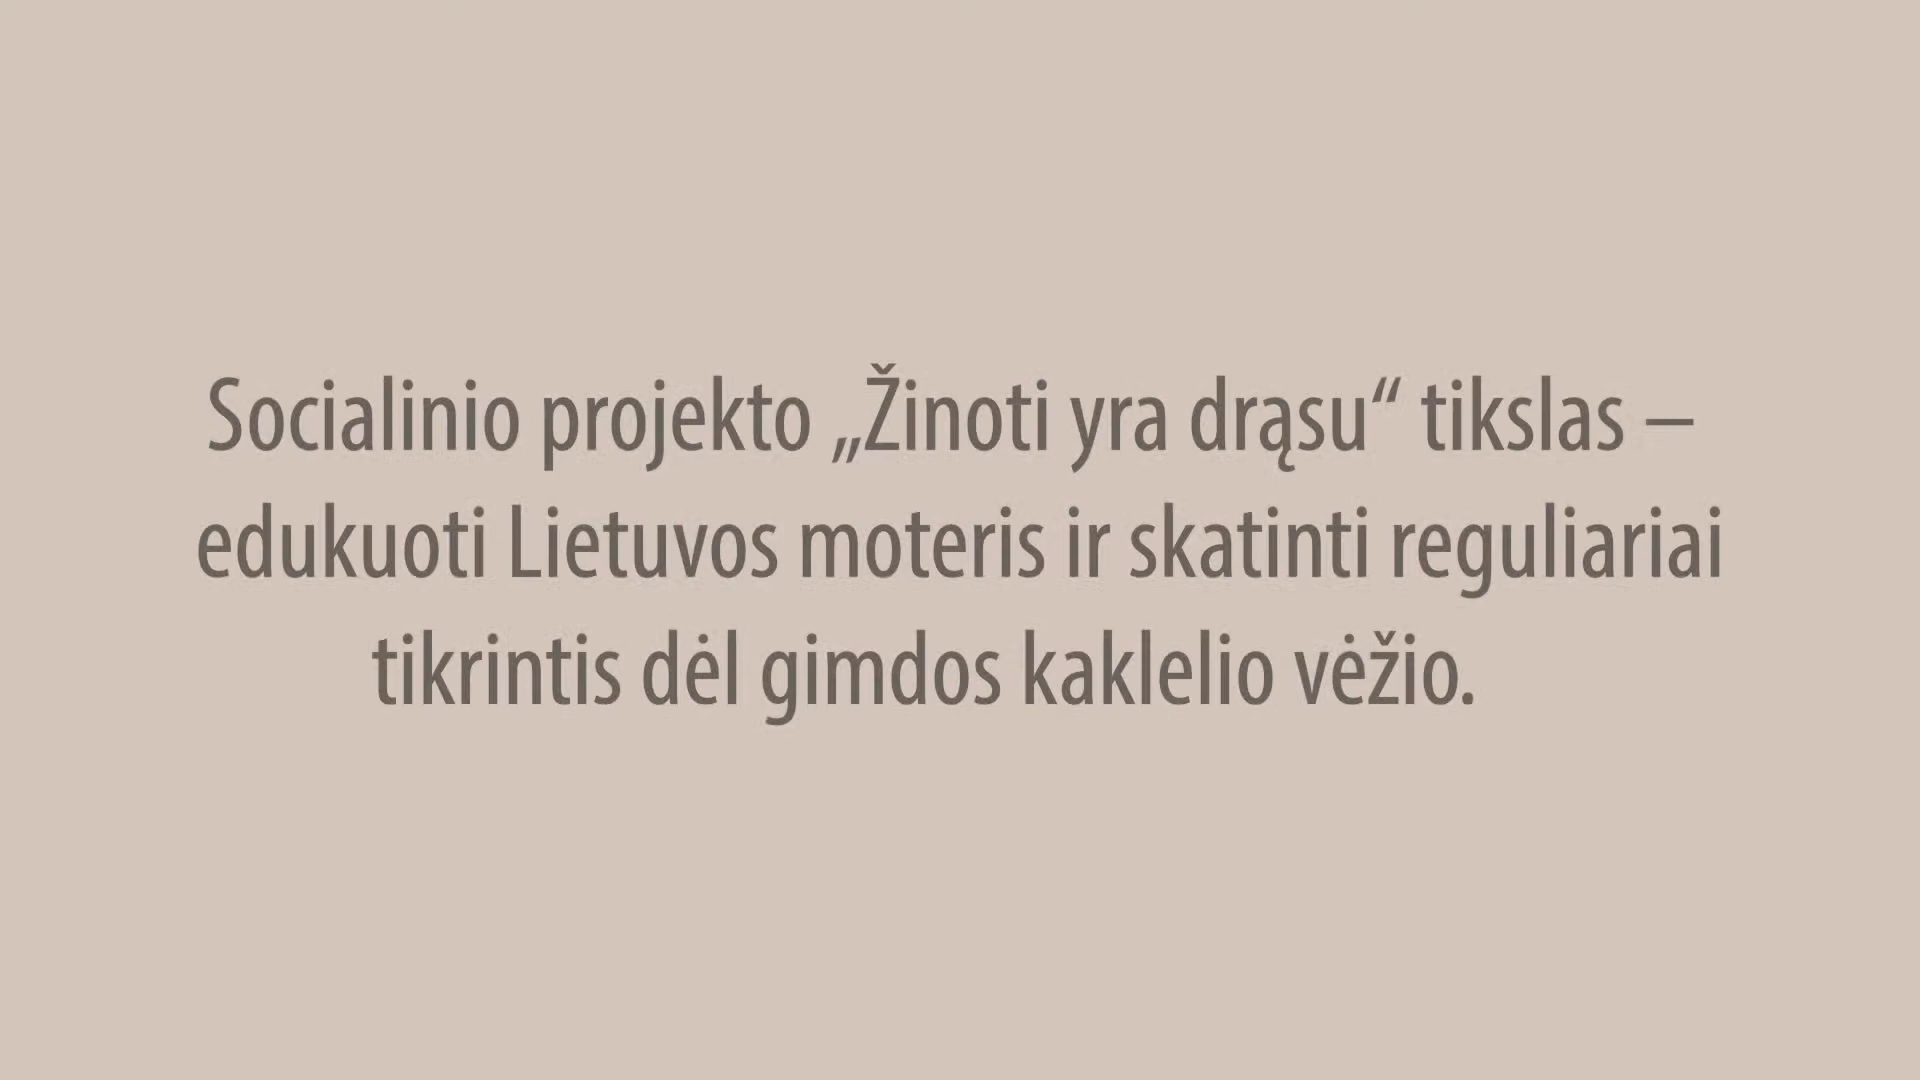 Socialinio projekto „Žinoti yra drąsu“ tikslas –
edukuoti Lietuvos moteris ir skatinti reguliariai
tikrintis dėl gimdos kaklelio vėžio.